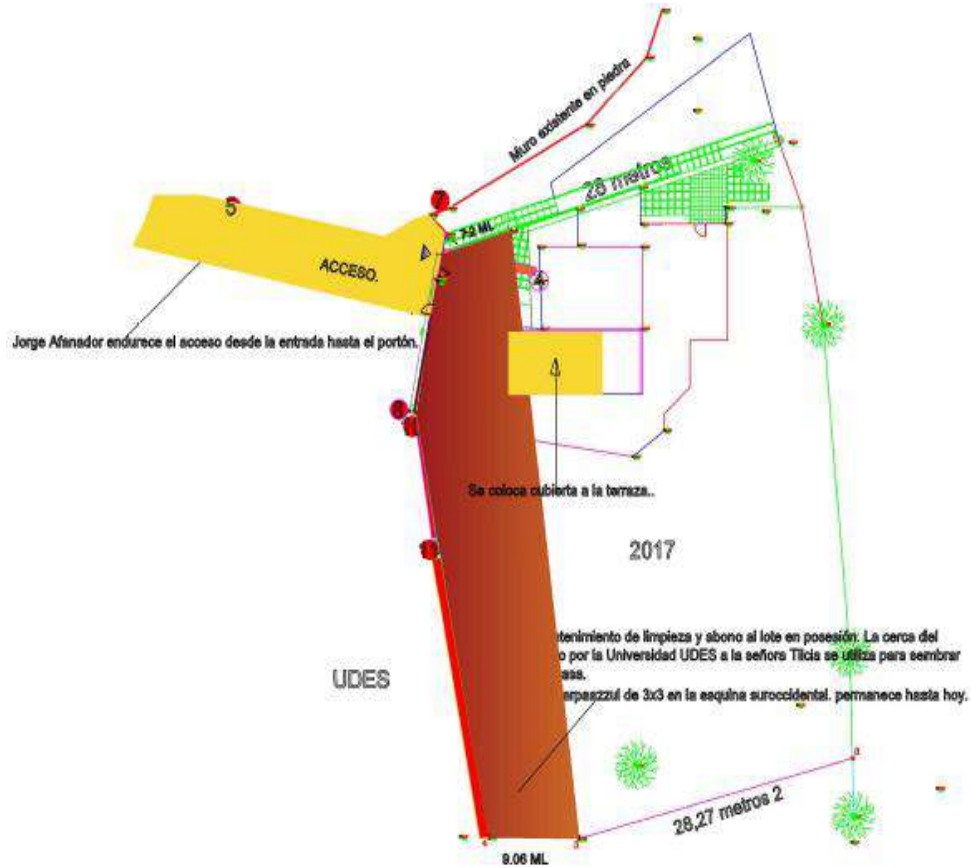 Muro existente en piedra
28 metros
7
5
7.2 ML
ACCESO.
Jorge Afanador endurece el acceso desde la entrada hasta el portón.
Se coloca cubierta a la terraza..
2017
tenimiento de limpieza y abono al lote en posesión. La cerca del
o por la Universidad UDES a la señora Tilcia se utiliza para sembrar
UDES
arpaazzul de 3x3 en la esquina suroccidental. permanece hasta hoy.
28,27 metros 2
9.06 ML